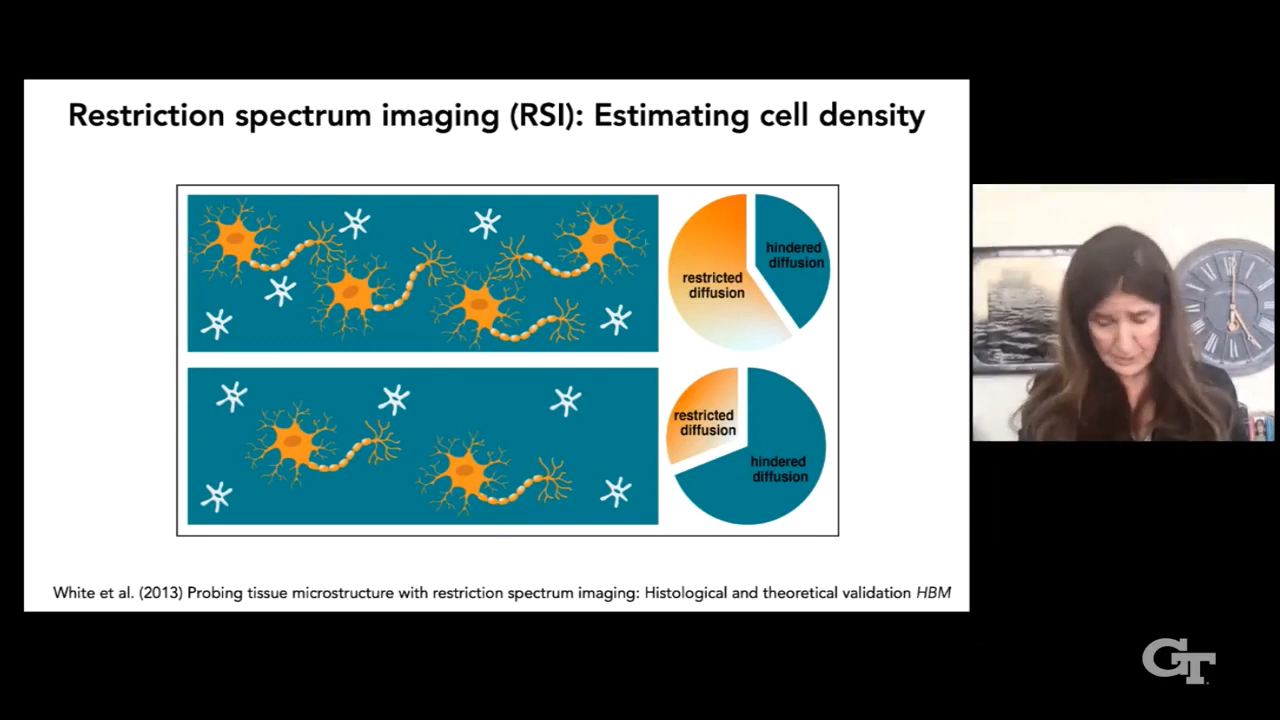 Restriction spectrum imaging (RSI): Estimating cell density
hindered
diffusion
restricted
diffusion
restricted
diffusion
hindered
diffusion
White et al. (2013) Probing tissue microstructure with restriction spectrum imaging: Histological and theoretical validation HBM
GT